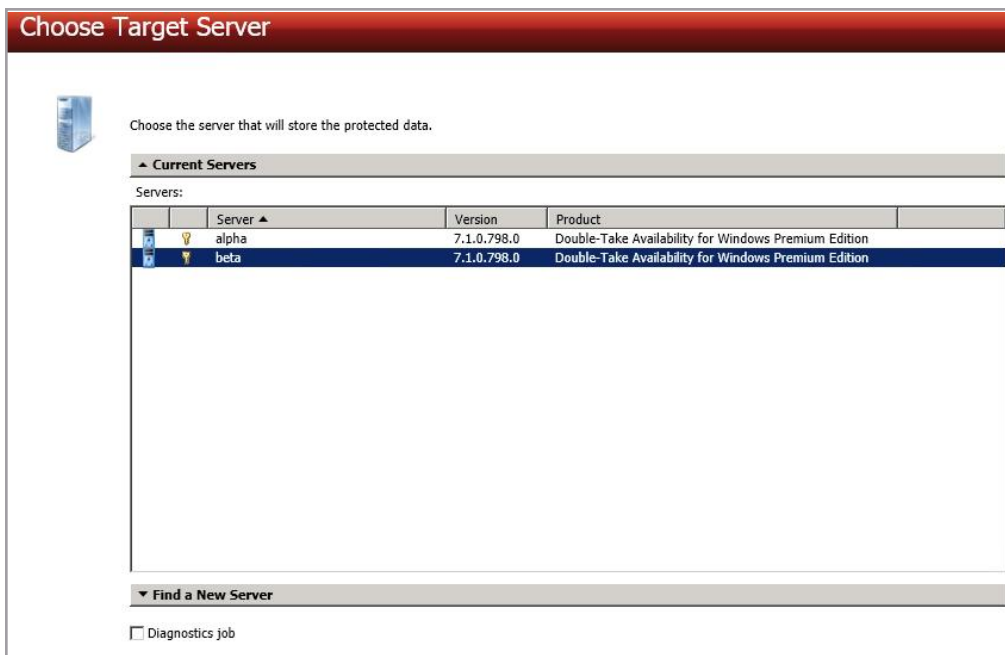 Choose Target Server
Choose the server that will store the protected data.
Current Servers
Servers:
Server Version Product
alpha 7.1.0.798.0 Double-Take Availability for Windows Premium Edition
beta 7.1.0.798.0 Double-Take Availability for Windows Premium Edition
Find a New Server
Diagnostics job